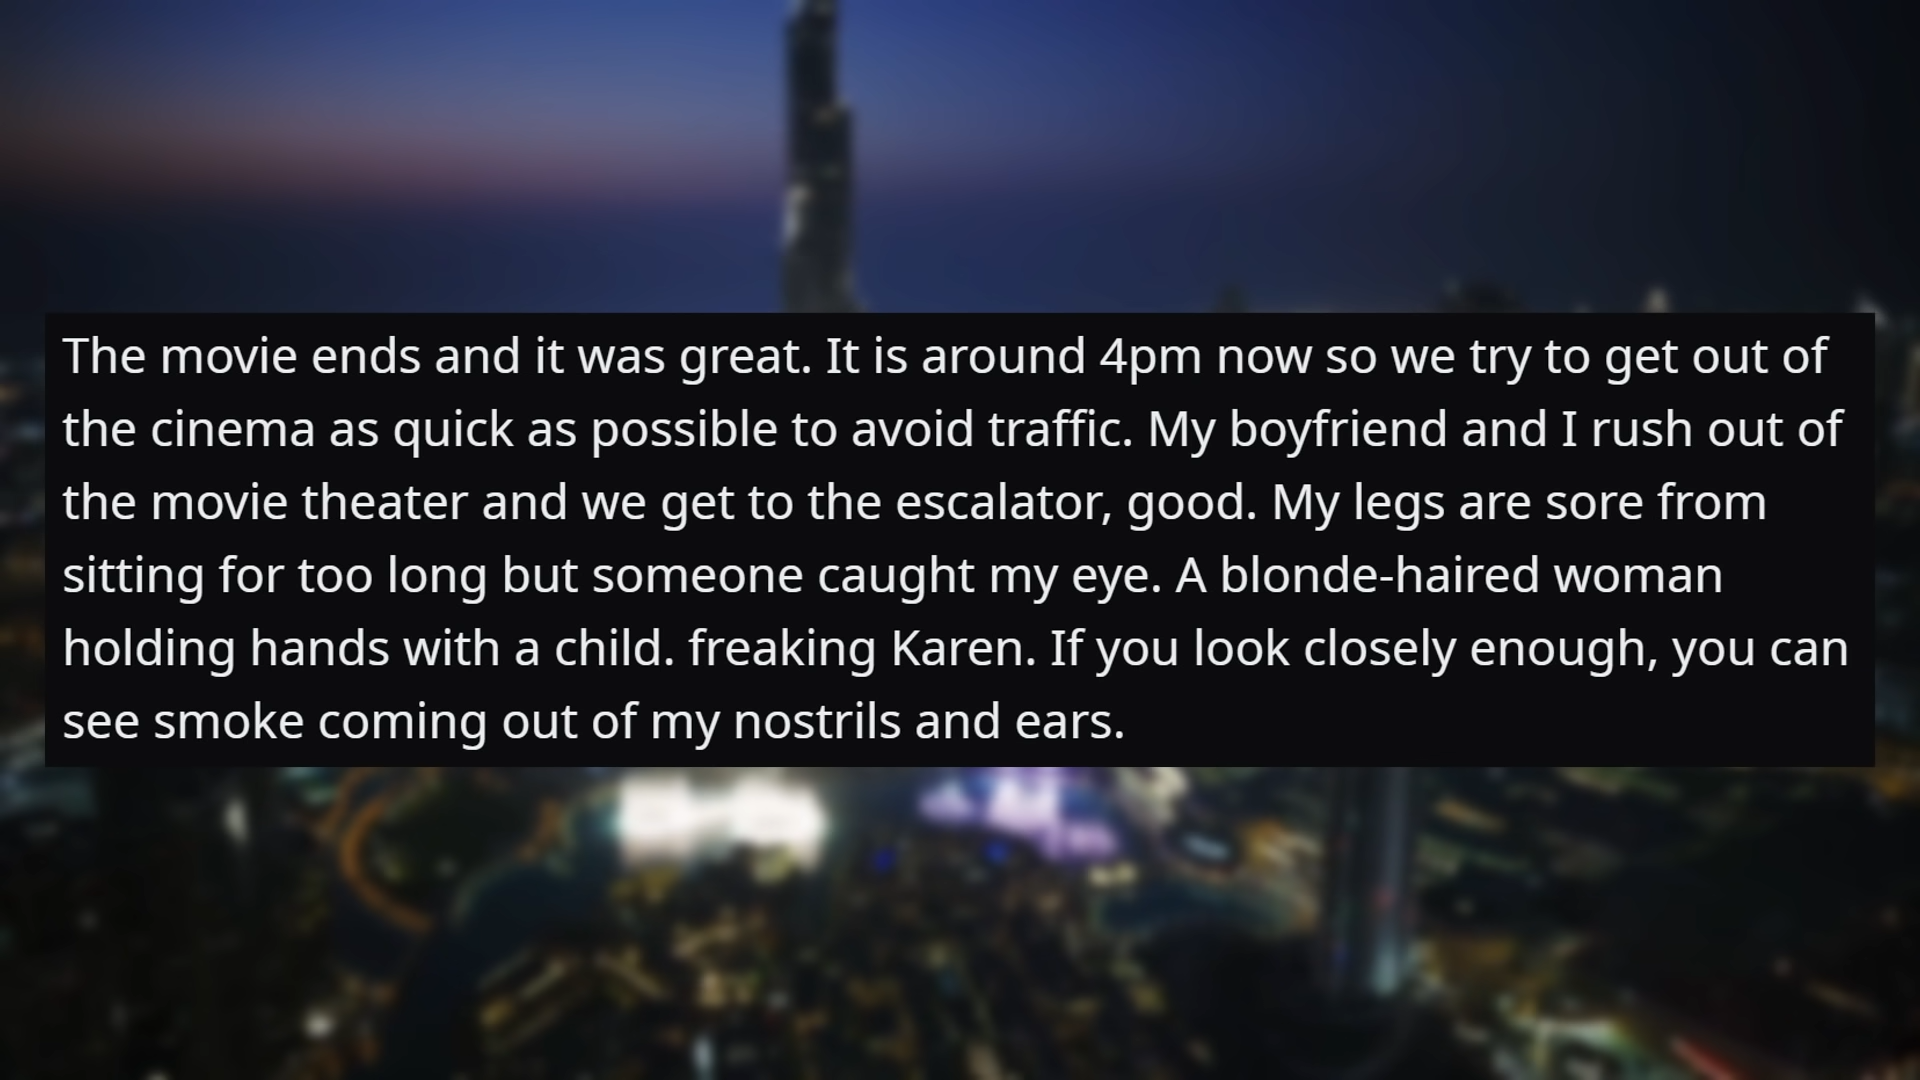 The movie ends and it was great. It is around 4pm now so we try to get out of
the cinema as quick as possible to avoid traffic. My boyfriend and I rush out of
the movie theater and we get to the escalator, good. My legs are sore from
sitting for too long but someone caught my eye. A blonde-haired woman
holding hands with a child. freaking Karen. If you look closely enough, you can
see smoke coming out of my nostrils and ears.